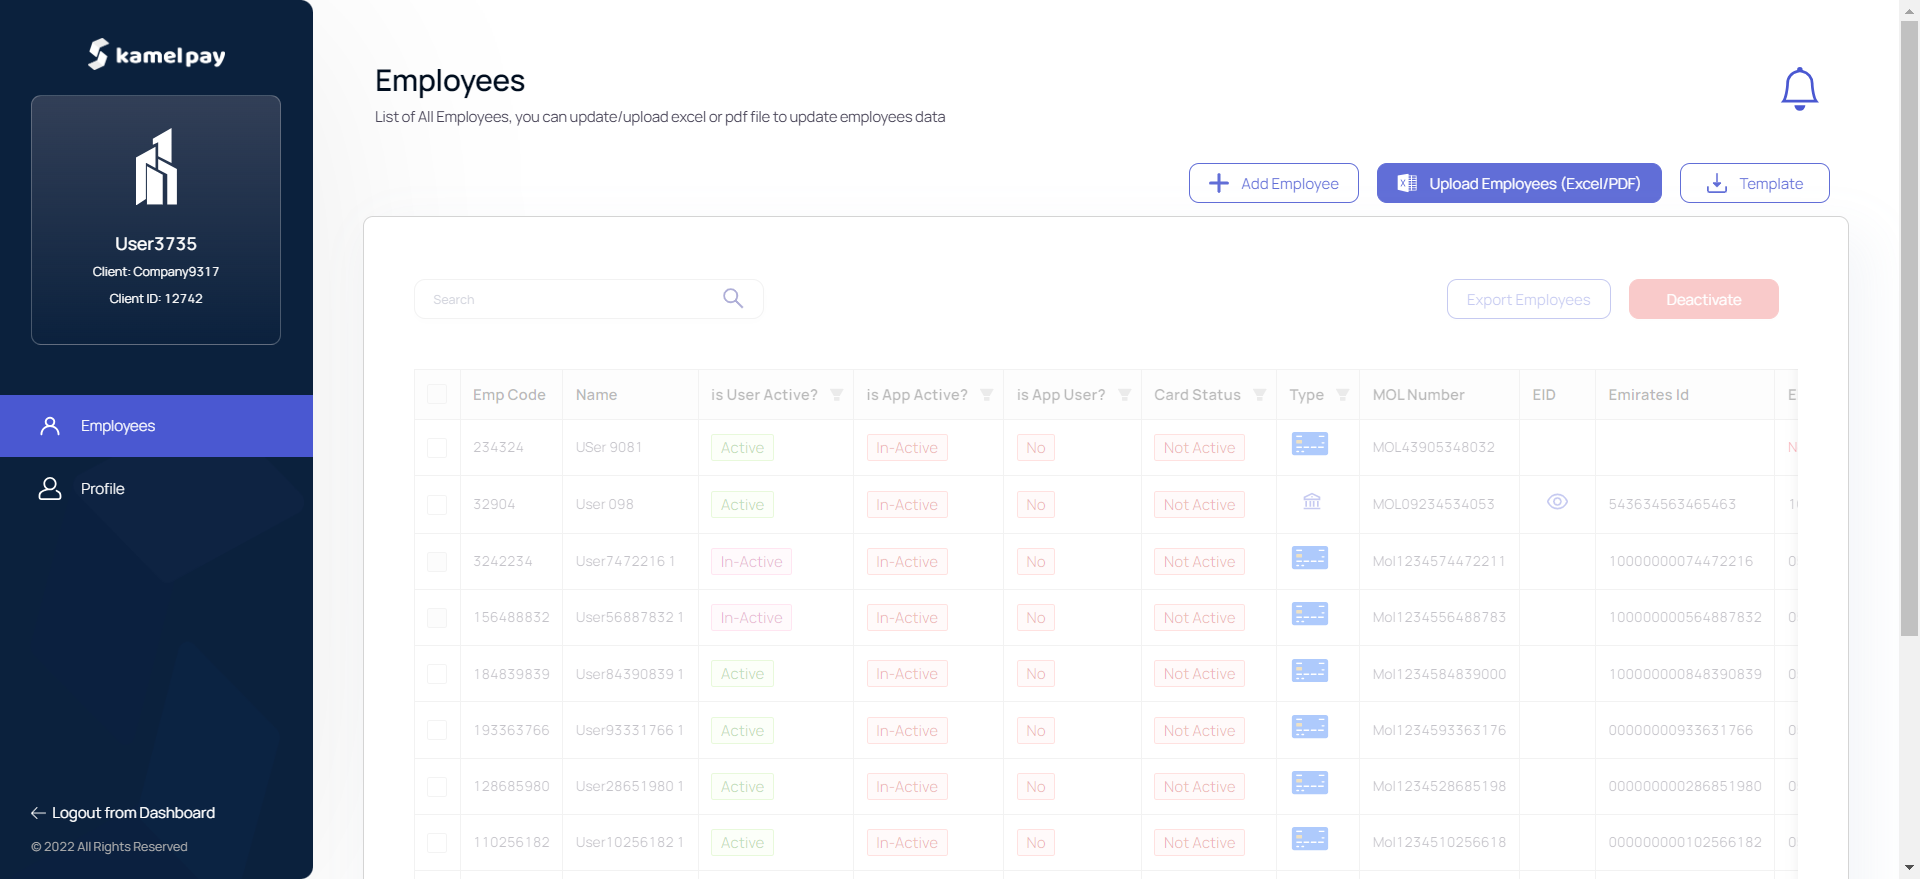 kamelpay
User3735
Client: Company9317
Client ID: 12742
Employees
Profile
Logout from Dashboard
© 2022 All Rights Reserved
Employees
List of All Employees, you can update/upload excel or pdf file to update employees data
Add Employee Upload Employees (Excel/PDF) Template
Search Export Employees Deactivate
Emp Code Name is User Active? is App Active? is App User? Card Status Type MOL Number EID Emirates Id E
234324 USer 9081 Active In-Active No Not Active MOL43905348032 N
32904 User 098 Active In-Active No Not Active MOL09234534053 543634563465463
3242234 User7472216 1 In-Active In-Active No Not Active Mol1234574472211 10000000074472216 0
156488832 User56887832 1 In-Active In-Active No Not Active Mol1234556488783 100000000564887832 0
184839839 User84390839 1 Active In-Active No Not Active Mol1234584839000 100000000848390839 0
193363766 User93331766 1 Active In-Active No Not Active Mol1234593363176 00000000933631766 0
128685980 User28651980 1 Active In-Active No Not Active Mol1234528685198 000000000286851980 0
110256182 User10256182 1 Active In-Active No Not Active Mol1234510256618 000000000102566182 0